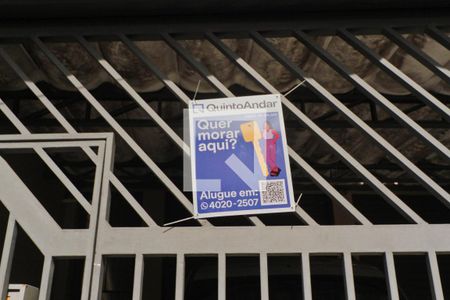 QuintoAndar
Quer
morar
aqui?
Alugue em:
4020-2507